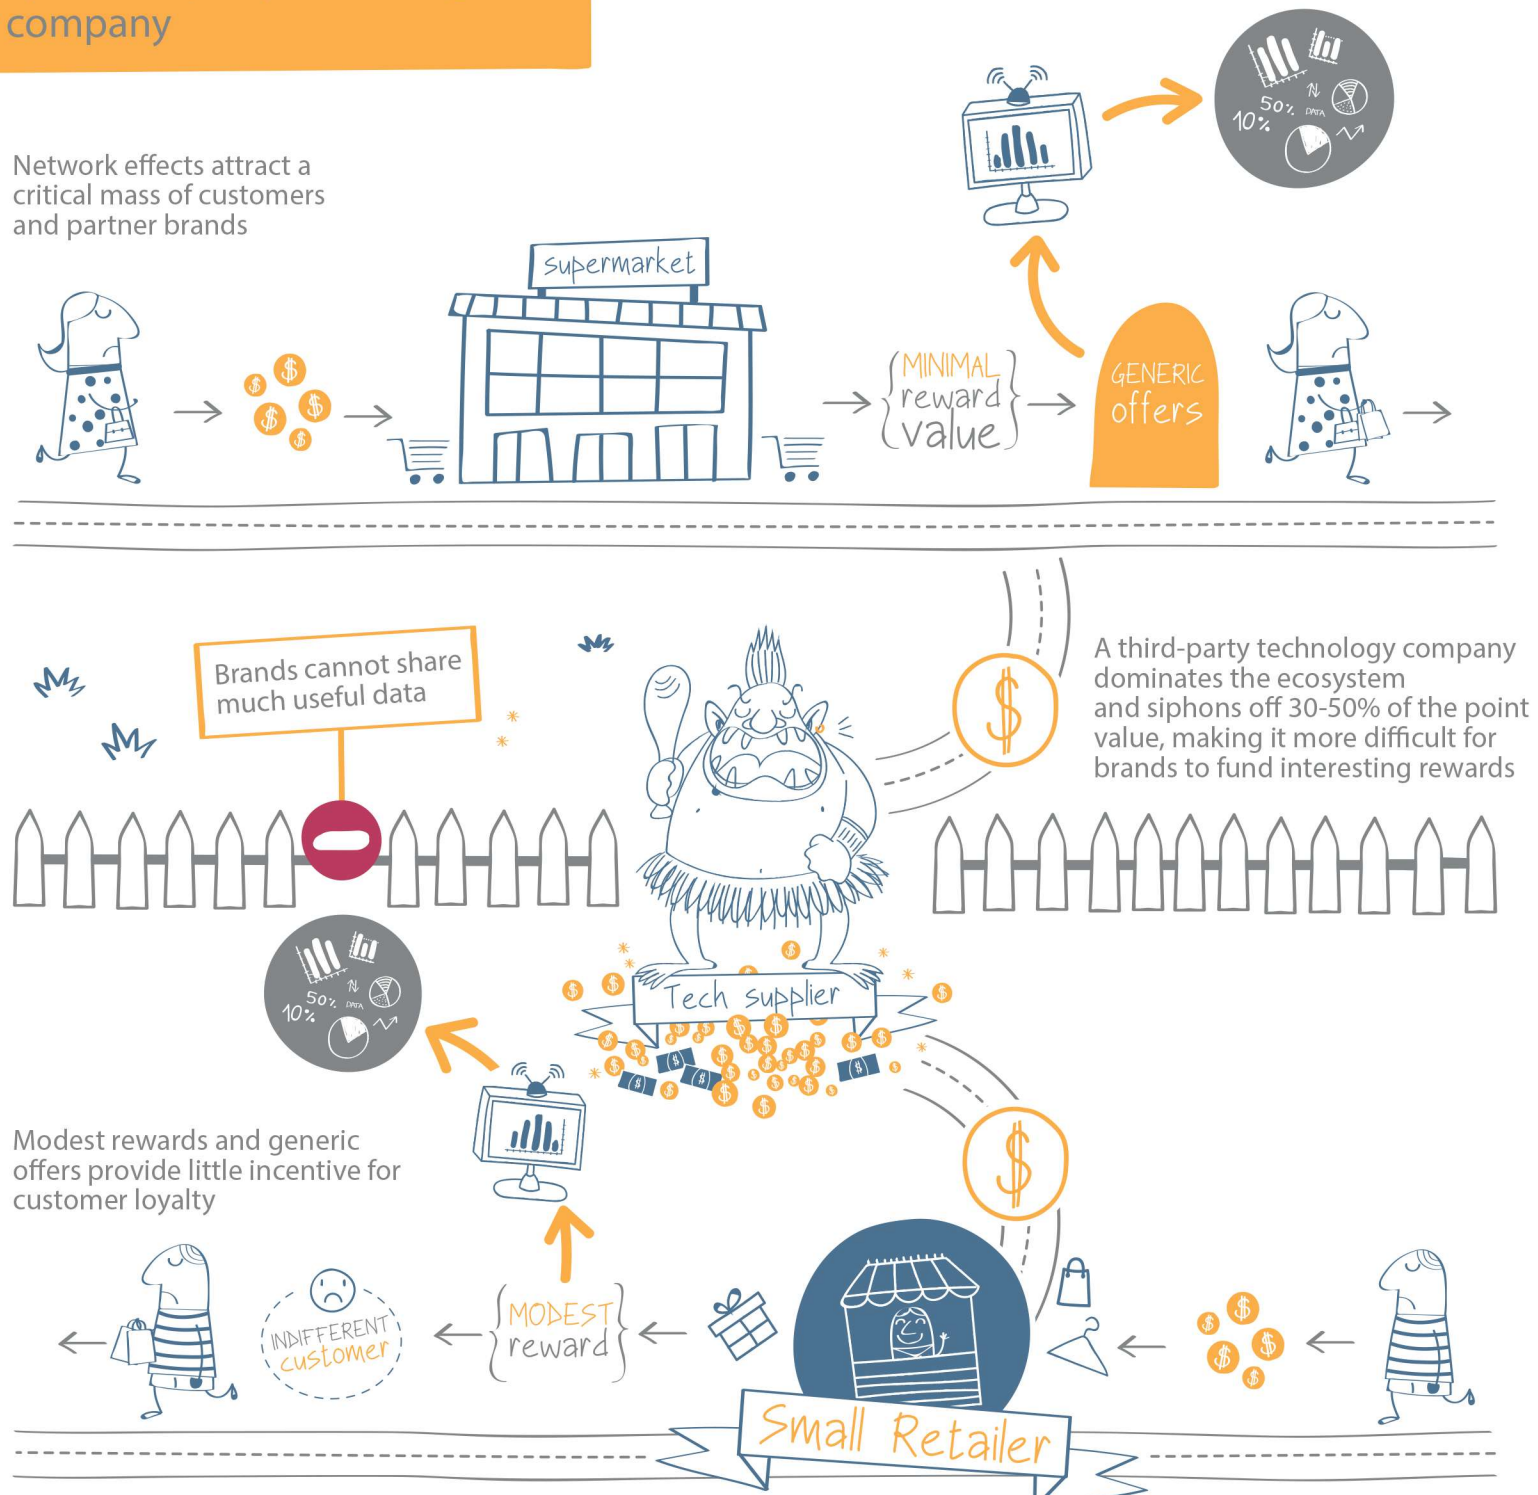 company
50%
DATA
10%
Network effects attract a
critical mass of customers
and partner brands
supermarket
MINIMAL
reward
value
GENERIC
offers
$
$
$
$
$
Brands cannot share
much useful data
$
A third-party technology company
dominates the ecosystem
and siphons off 30-50% of the point
value, making it more difficult for
brands to fund interesting rewards
50%
DATA
10%
Tech supplier
Modest rewards and generic
offers provide little incentive for
customer loyalty
$
INDIFFERENT
customer
MODEST
reward
$
$
$
$
$
Small Retailer